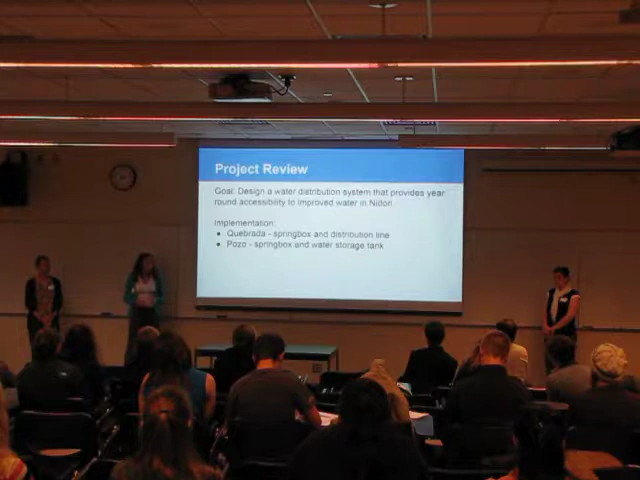 Project Review
Goal: Design a water distribution system that provides year
round accessibility to improved water in Nidon.
Implementation:
● Quebrada - springbox and distribution line
● Pozo - springbox and water storage tank